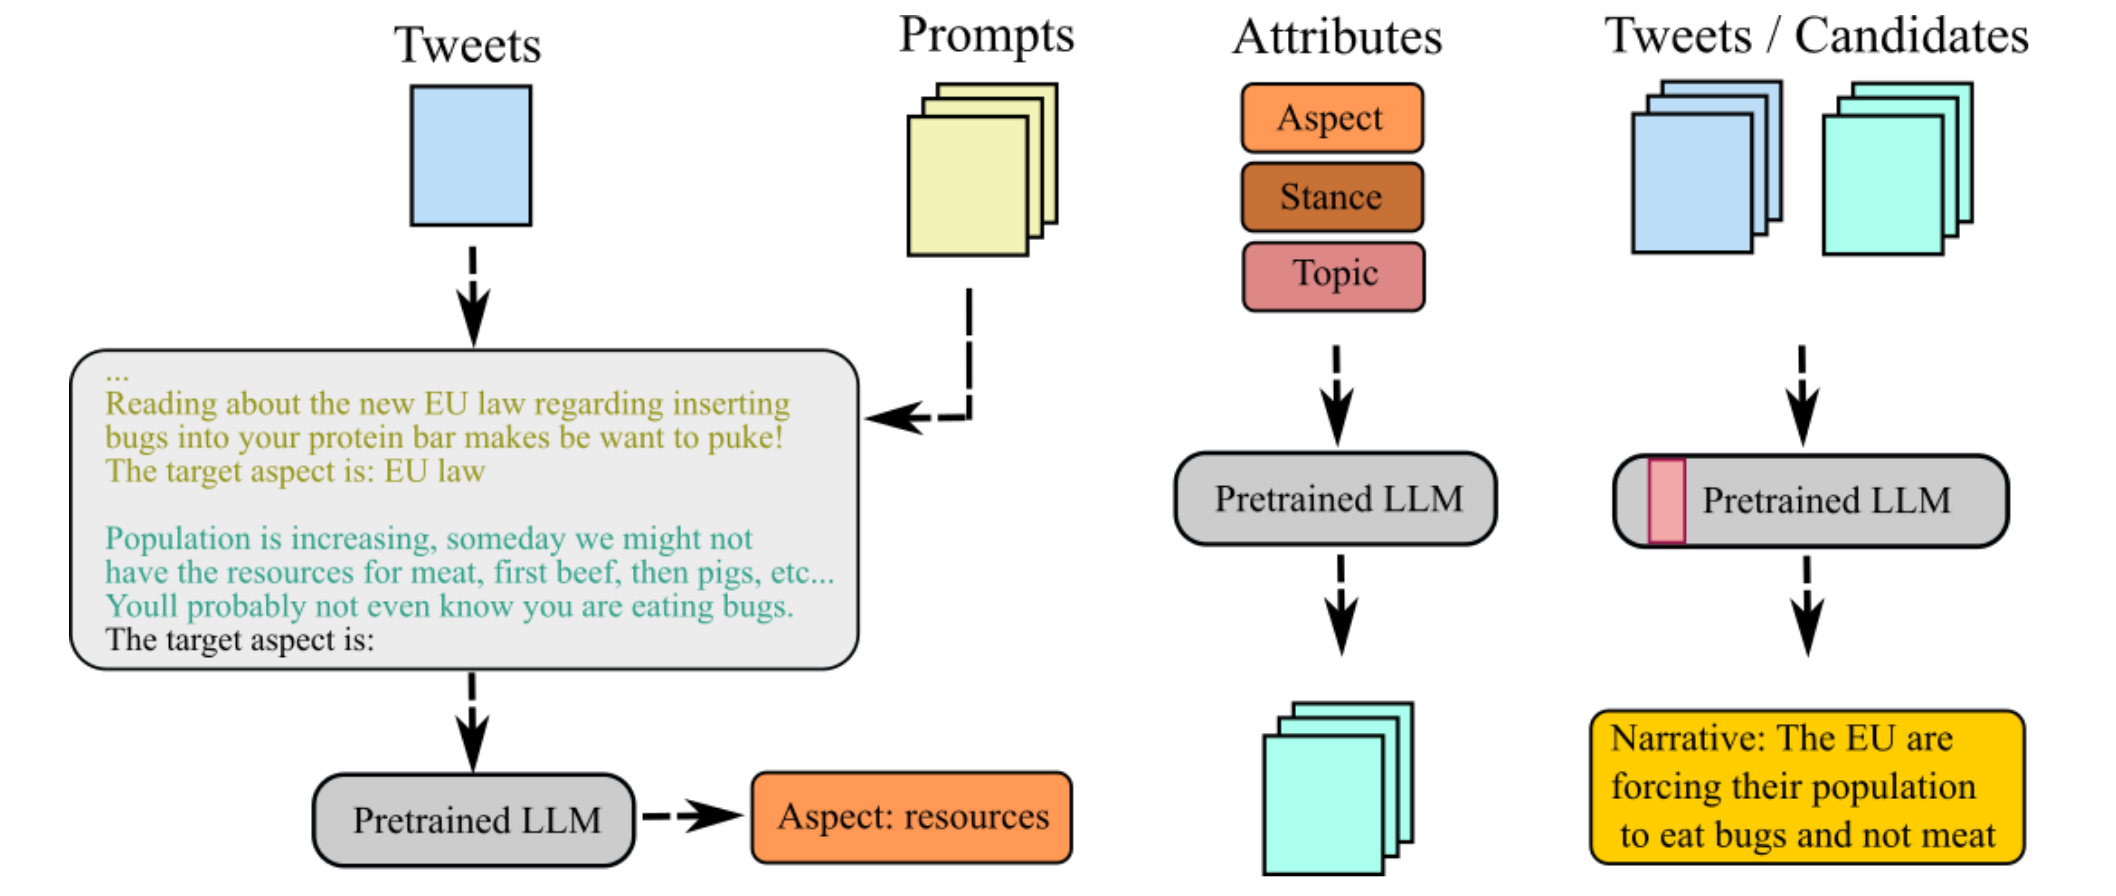 Tweets
Prompts
Attributes
Tweets / Candidates
Aspect
Stance
Topic
...
Reading about the new EU law regarding inserting
bugs into your protein bar makes be want to puke!
The target aspect is: EU law
Population is increasing, someday we might not
have the resources for meat, first beef, then pigs, etc...
Youll probably not even know you are eating bugs.
The target aspect is:
Pretrained LLM
Aspect: resources
Pretrained LLM
Pretrained LLM
Narrative: The EU are
forcing their population
to eat bugs and not meat